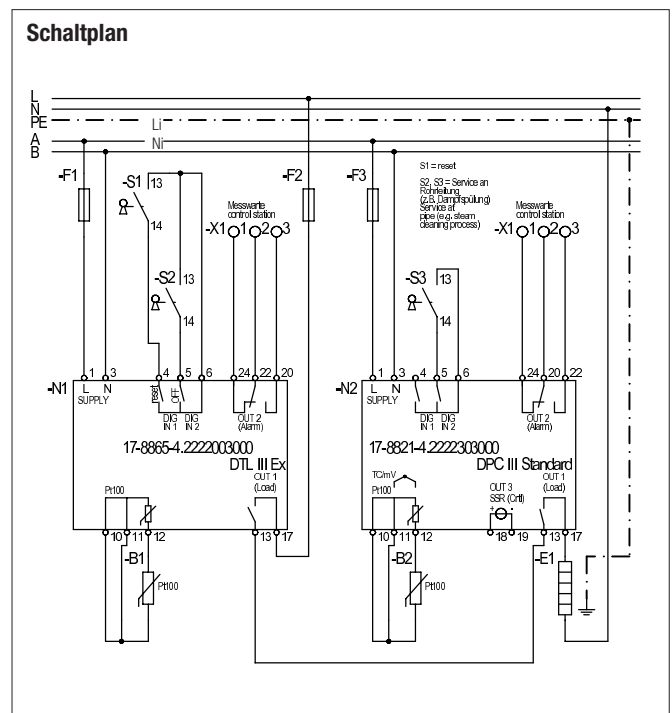 Schaltplan
L
N
PE
Li
A
Ni
B
-F1
-S1
13
14
-S2
13
14
Messwarte
control station
-X1 1 2 3
-F2
-F3
S1 = reset
S2, S3 = Service an
Rohrleitung
(z.B. Dampfspülung)
Service at
pipe (e.g. steam
cleaning process)
-S3
13
14
Messwarte
control station
-X1 1 2 3
-N1
1 3 4 5 6 24 22 20
L N
SUPPLY
reset
OFF
DIG
IN 1
DIG
IN 2
OUT 2
(Alarm)
17-8865-4.2222003000
DTL III Ex
Pt100
OUT 1
(Load)
10 11 12 13 17
-B1
Pt100
-N2
1 3 4 5 6 24 20 22
L N
SUPPLY
DIG
IN 1
DIG
IN 2
OUT 2
(Alarm)
17-8821-4.2222303000
DPC III Standard
TC/mV
Pt100
OUT 3
SSR (Crtl)
+ -
OUT 1
(Load)
10 11 12 18 19 13 17
-B2
Pt100
-E1